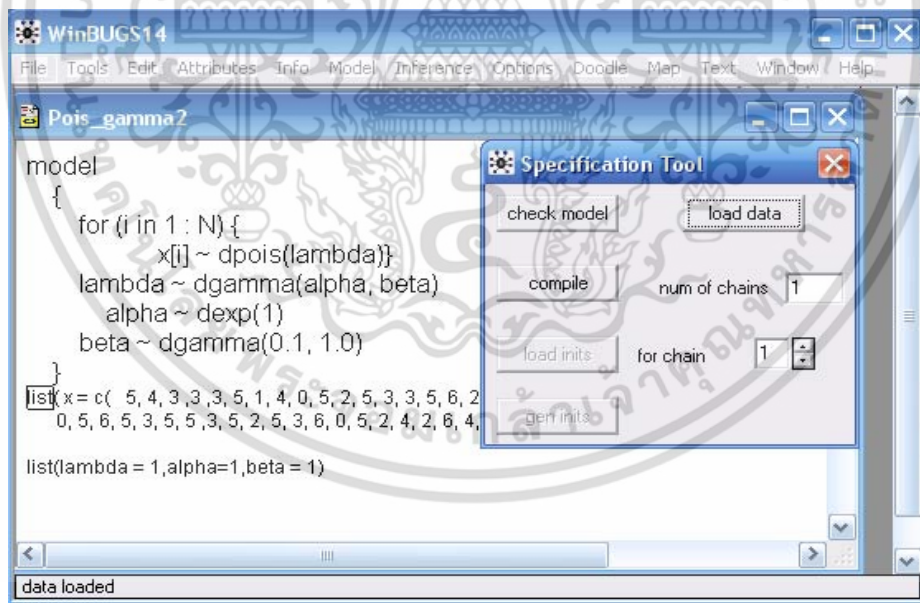 WinBUGS14
File Tools Edit Attributes Info Model Inference Options Doodle Map Text Window Help
Pois_gamma2
model
{
for (i in 1 : N) {
x[i] ~ dpois(lambda)}
lambda ~ dgamma(alpha, beta)
alpha ~ dexp(1)
beta ~ dgamma(0.1, 1.0)
}
list( x = c( 5, 4, 3 ,3 ,3, 5, 1, 4, 0, 5, 2, 5, 3, 3, 5, 6, 2
0, 5, 6, 5, 3, 5, 5 ,3, 5, 2, 5, 3, 6, 0, 5, 2, 4, 2, 6, 4,
list(lambda = 1,alpha=1,beta = 1)
Specification Tool
check model load data
compile num of chains 1
load inits for chain 1
gen inits
data loaded